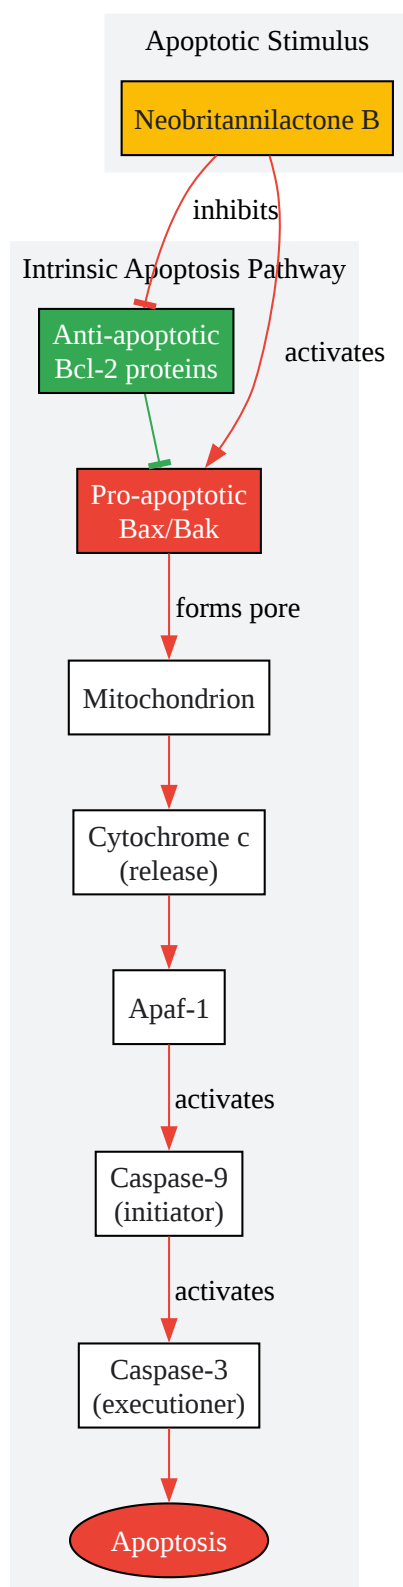 Apoptotic Stimulus
Neobritannilactone B
inhibits
Intrinsic Apoptosis Pathway
Anti-apoptotic
Bcl-2 proteins
activates
Pro-apoptotic
Bax/Bak
forms pore
Mitochondrion
Cytochrome c
(release)
Apaf-1
activates
Caspase-9
(initiator)
activates
Caspase-3
(executioner)
Apoptosis